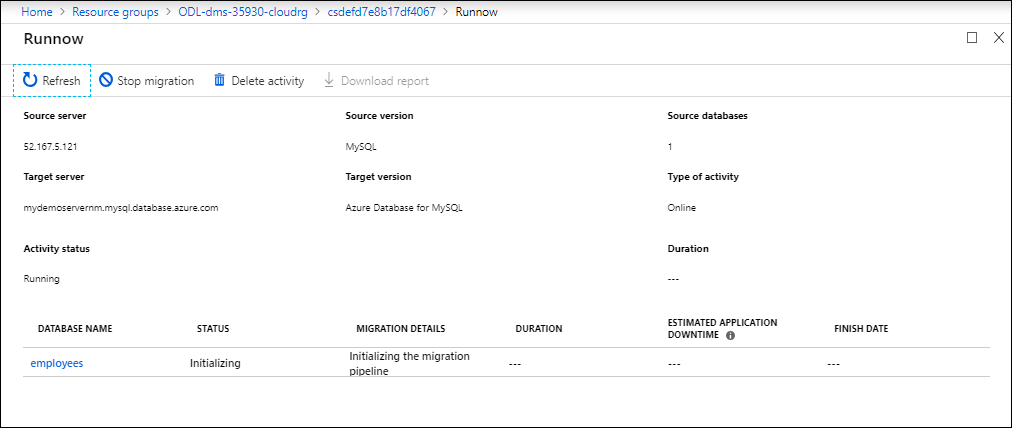 Home > Resource groups > ODL-dms-35930-cloudrg > csdefd7e8b17df4067 > Runnow
Runnow
Refresh Stop migration Delete activity Download report
Source server Source version Source databases
52.167.5.121 MySQL 1
Target server Target version Type of activity
mydemoservernm.mysql.database.azure.com Azure Database for MySQL Online
Activity status Duration
Running ---
DATABASE NAME STATUS MIGRATION DETAILS DURATION ESTIMATED APPLICATION DOWNTIME FINISH DATE
employees Initializing Initializing the migration pipeline --- --- ---